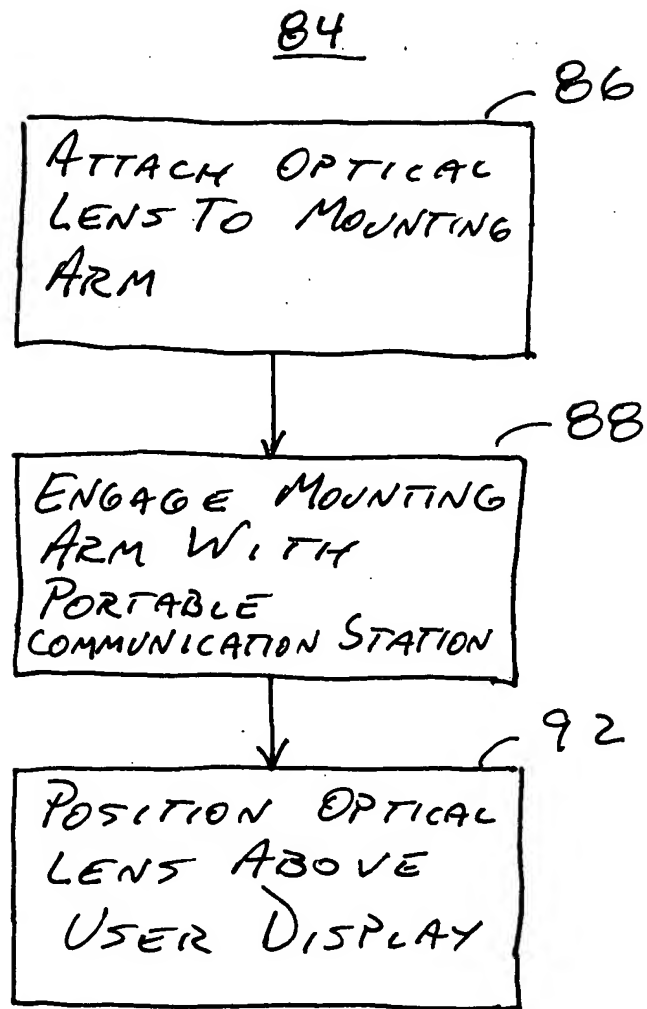 84
86
ATTACH OPTICAL
LENS TO MOUNTING
ARM
88
ENGAGE MOUNTING
ARM WITH
PORTABLE
COMMUNICATION STATION
92
POSITION OPTICAL
LENS ABOVE
USER DISPLAY